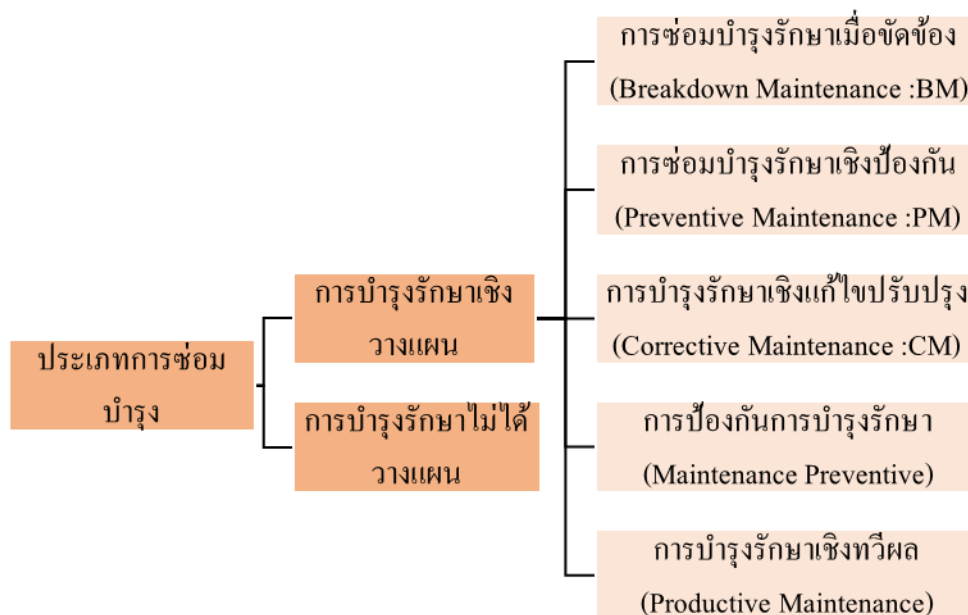 ประเภทการซ่อม
บำรุง
การบำรุงรักษาเชิง
วางแผน
การบำรุงรักษาไม่ได้
วางแผน
การซ่อมบำรุงรักษาเมื่อขัดข้อง
(Breakdown Maintenance :BM)
การซ่อมบำรุงรักษาเชิงป้องกัน
(Preventive Maintenance :PM)
การบำรุงรักษาเชิงแก้ไขปรับปรุง
(Corrective Maintenance :CM)
การป้องกันการบำรุงรักษา
(Maintenance Preventive)
การบำรุงรักษาเชิงทวีผล
(Productive Maintenance)